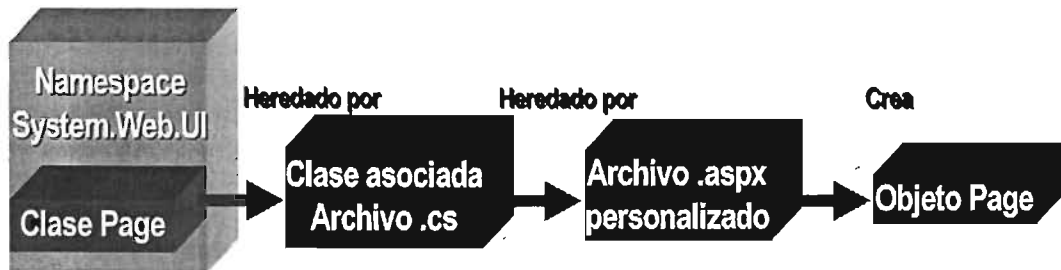 Namespace
System.Web.UI
Clase Page
Heredado por
Clase asociada
Archivo .cs
Heredado por
Archivo .aspx
personalizado
Crea
Objeto Page